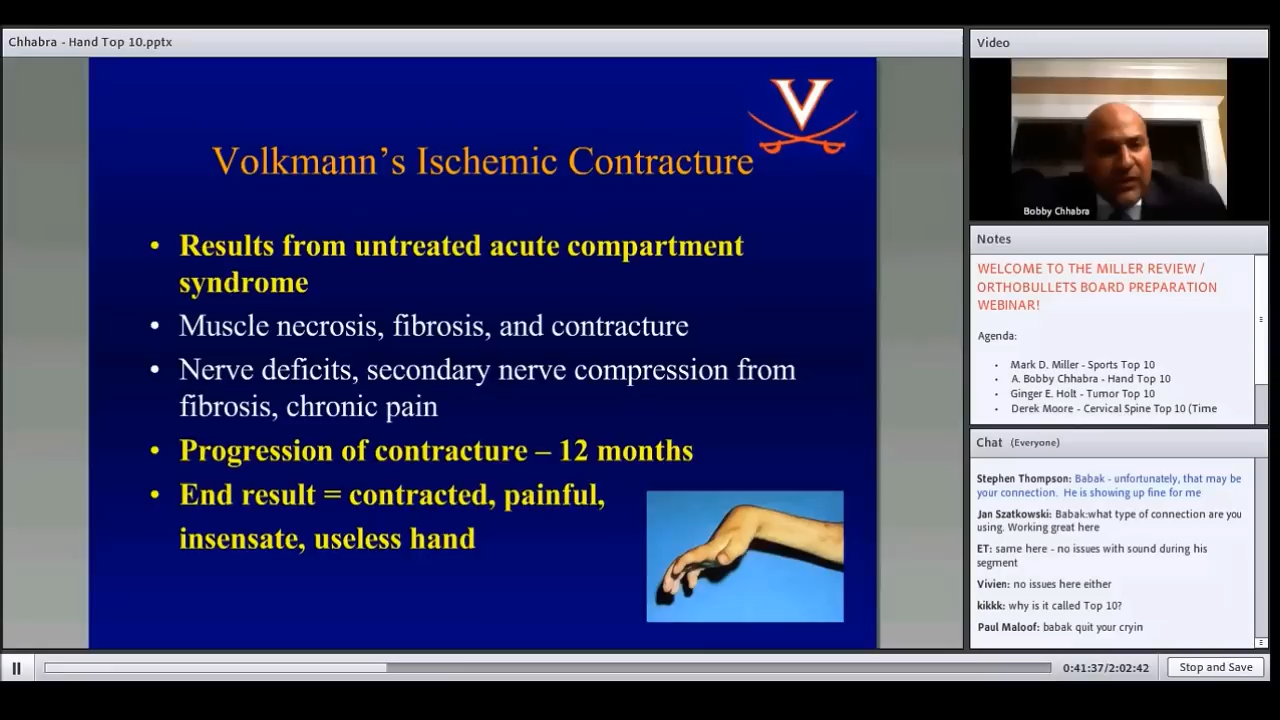 Chhabra - Hand Top 10.pptx
V
Volkmann’s Ischemic Contracture
• Results from untreated acute compartment
syndrome
• Muscle necrosis, fibrosis, and contracture
• Nerve deficits, secondary nerve compression from
fibrosis, chronic pain
• Progression of contracture – 12 months
• End result = contracted, painful,
insensate, useless hand
Video
Bobby Chhabra
Notes
WELCOME TO THE MILLER REVIEW /
ORTHOBULLETS BOARD PREPARATION
WEBINAR!
Agenda:
• Mark D. Miller - Sports Top 10
• A. Bobby Chhabra - Hand Top 10
• Ginger E. Holt - Tumor Top 10
• Derek Moore - Cervical Spine Top 10 (Time
Chat (Everyone)
Stephen Thompson: Babak - unfortunately, that may be
your connection. He is showing up fine for me
Jan Szatkowski: Babak:what type of connection are you
using. Working great here
ET: same here - no issues with sound during his
segment
Vivien: no issues here either
kikkk: why is it called Top 10?
Paul Maloof: babak quit your cryin
0:41:37/2:02:42
Stop and Save